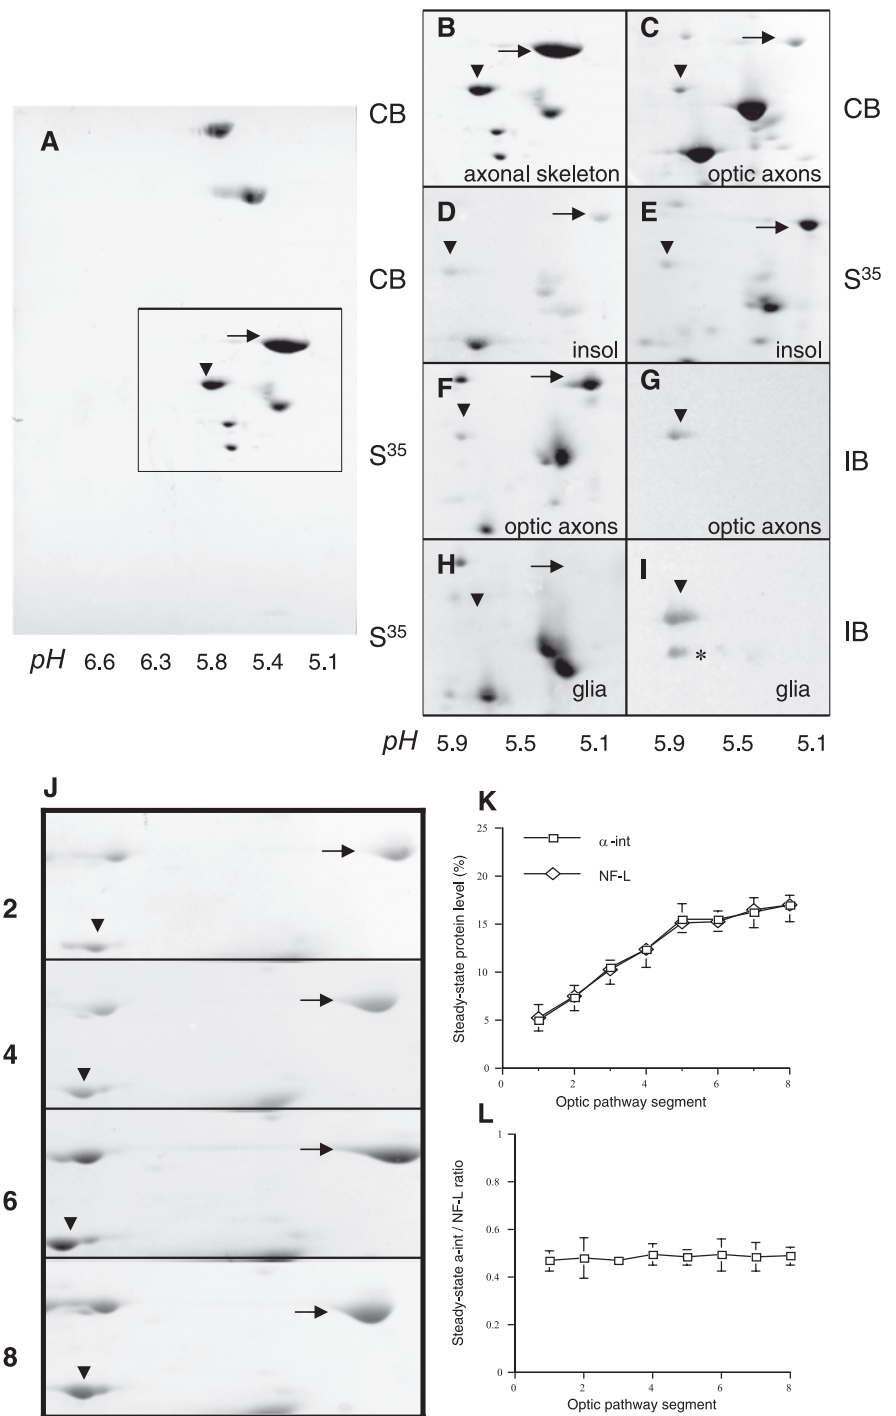 A
CB
CB
S35
S35
pH 6.6 6.3 5.8 5.4 5.1
B
axonal skeleton
C
optic axons
CB
D
insol
E
insol
S35
F
optic axons
G
optic axons
IB
H
glia
I
*
glia
IB
pH 5.9 5.5 5.1 5.9 5.5 5.1
J
2
4
6
8
K
α-int
NF-L
Steady-state protein level (%)
25
20
15
10
5
0
0 2 4 6 8
Optic pathway segment
L
Steady-state a-int / NF-L ratio
1
0.8
0.6
0.4
0.2
0
0 2 4 6 8
Optic pathway segment